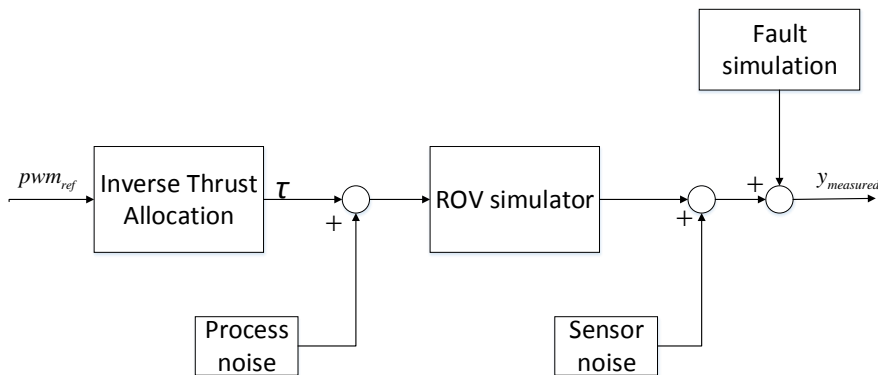 Fault
simulation
pwm_ref
Inverse Thrust
Allocation
τ
+
ROV simulator
+
+
y_measured
Process
noise
Sensor
noise